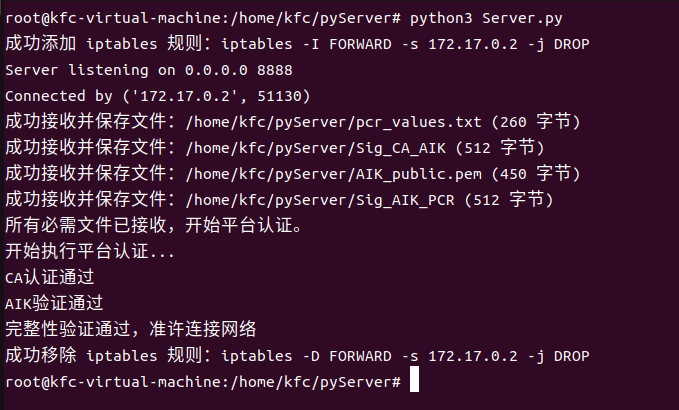 root@kfc-virtual-machine:/home/kfc/pyServer# python3 Server.py
成功添加 iptables 规则：iptables -I FORWARD -s 172.17.0.2 -j DROP
Server listening on 0.0.0.0 8888
Connected by ('172.17.0.2', 51130)
成功接收并保存文件：/home/kfc/pyServer/pcr_values.txt (260 字节)
成功接收并保存文件：/home/kfc/pyServer/Sig_CA_AIK (512 字节)
成功接收并保存文件：/home/kfc/pyServer/AIK_public.pem (450 字节)
成功接收并保存文件：/home/kfc/pyServer/Sig_AIK_PCR (512 字节)
所有必需文件已接收，开始平台认证。
开始执行平台认证...
CA认证通过
AIK验证通过
完整性验证通过，准许连接网络
成功移除 iptables 规则：iptables -D FORWARD -s 172.17.0.2 -j DROP
root@kfc-virtual-machine:/home/kfc/pyServer#